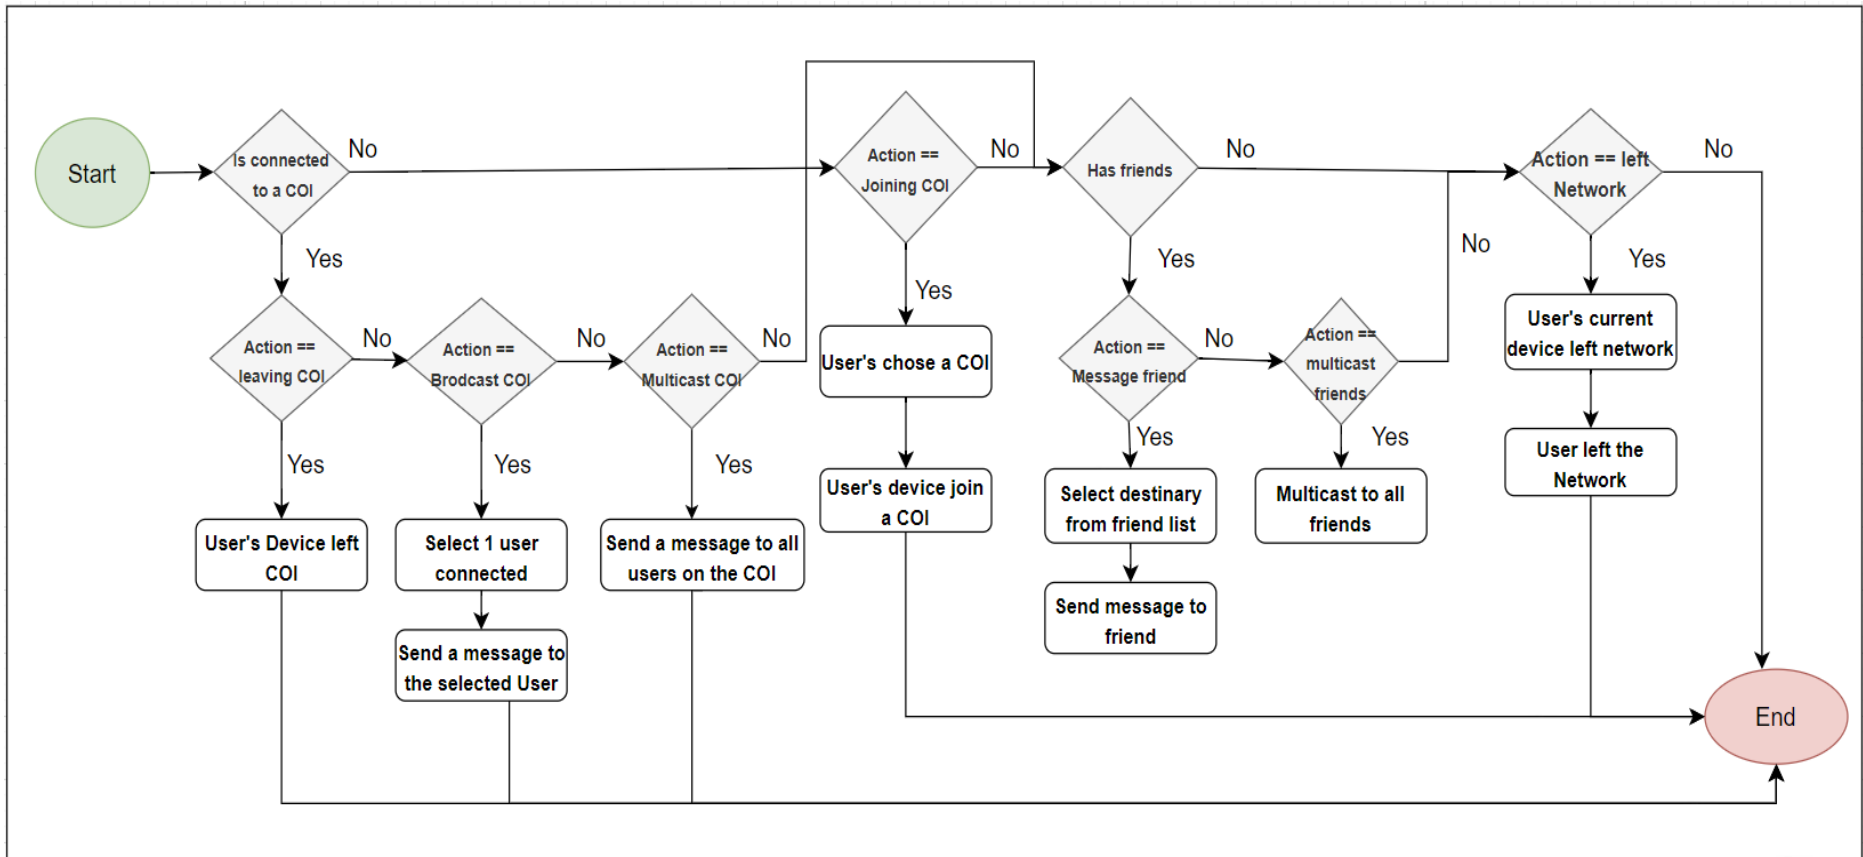 Start
Is connected
to a COI
No
Yes
Action ==
leaving COI
No
Yes
User's Device left
COI
Action ==
Brodcast COI
No
Yes
Select 1 user
connected
Send a message to
the selected User
Action ==
Multicast COI
No
Yes
Send a message to all
users on the COI
Action ==
Joining COI
No
Yes
User's chose a COI
User's device join
a COI
Has friends
No
Yes
Action ==
Message friend
No
Yes
Select destinary
from friend list
Send message to
friend
Action ==
multicast
friends
No
Yes
Multicast to all
friends
Action == left
Network
No
Yes
User's current
device left network
User left the
Network
End